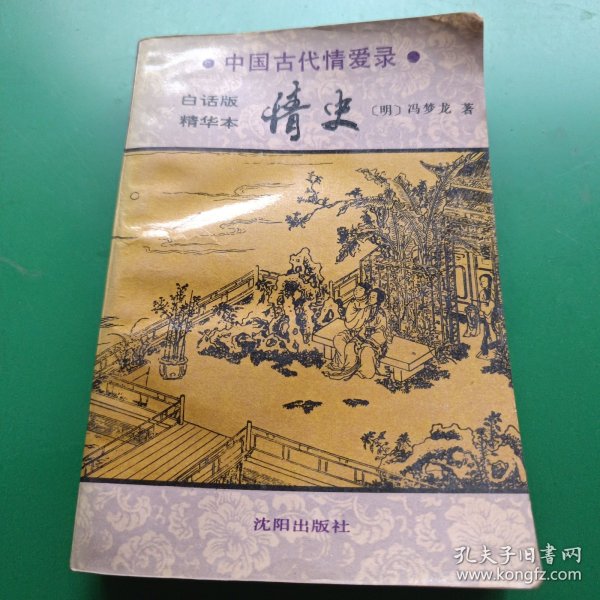 •中国古代情爱录•
白话版
精华本
情史
〔明〕冯梦龙 著
沈阳出版社
孔夫子旧书网
www.kongfz.com